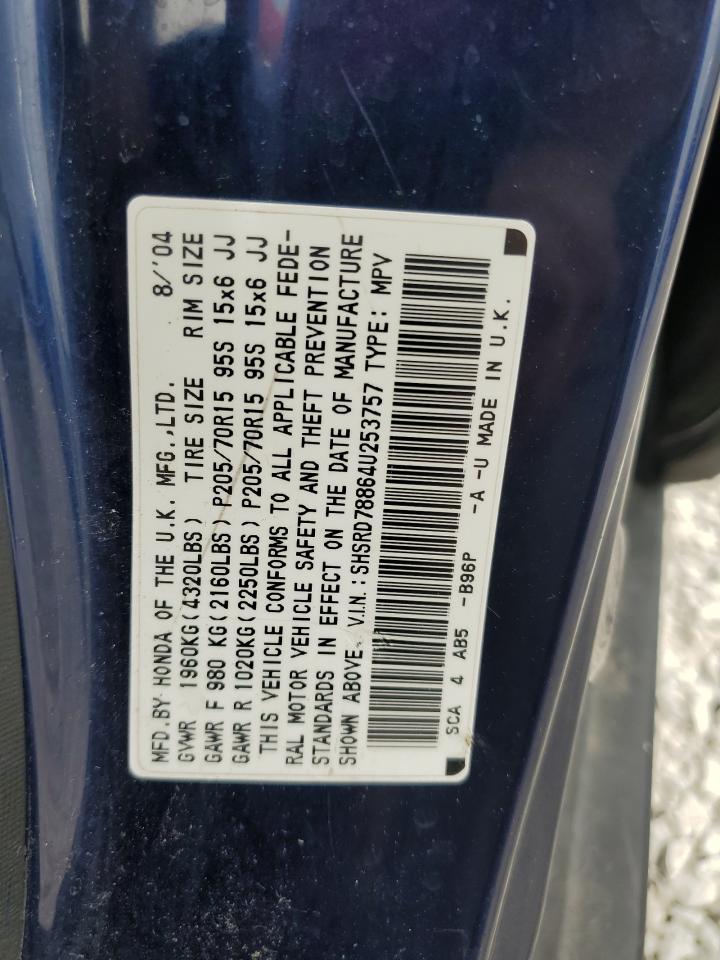 MFD.BY HONDA OF THE U.K. MFG.,LTD. 8/'04
GVWR 1960KG(4320LBS) TIRE SIZE RIM SIZE
GAWR F 980 KG(2160LBS) P205/70R15 95S 15x6 JJ
GAWR R 1020KG(2250LBS) P205/70R15 95S 15x6 JJ
THIS VEHICLE CONFORMS TO ALL APPLICABLE FEDE-
RAL MOTOR VEHICLE SAFETY AND THEFT PREVENTION
STANDARDS IN EFFECT ON THE DATE OF MANUFACTURE
SHOWN ABOVE. V.I.N.:SHSRD78864U253757 TYPE: MPV
SCA 4 AB5 -B96P -A -U MADE IN U.K.